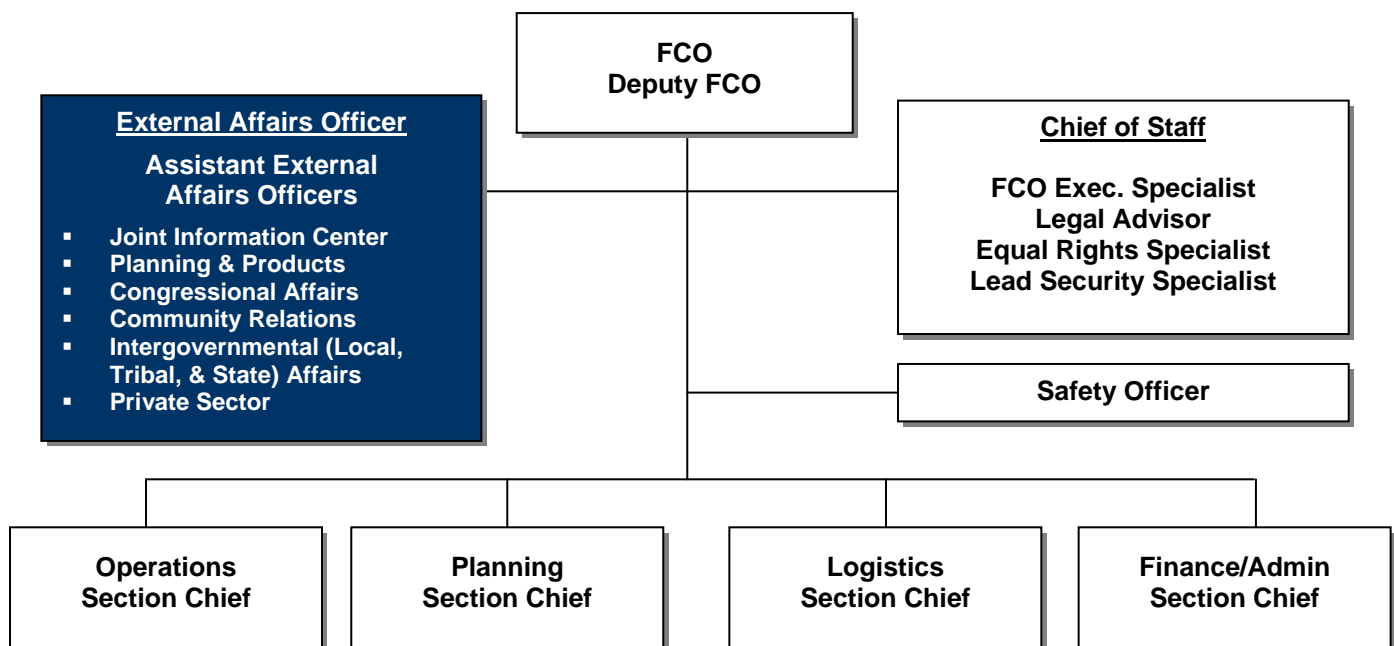 FCO
Deputy FCO
External Affairs Officer
Assistant External
Affairs Officers
▪ Joint Information Center
▪ Planning & Products
▪ Congressional Affairs
▪ Community Relations
▪ Intergovernmental (Local,
Tribal, & State) Affairs
▪ Private Sector
Chief of Staff
FCO Exec. Specialist
Legal Advisor
Equal Rights Specialist
Lead Security Specialist
Safety Officer
Operations
Section Chief
Planning
Section Chief
Logistics
Section Chief
Finance/Admin
Section Chief